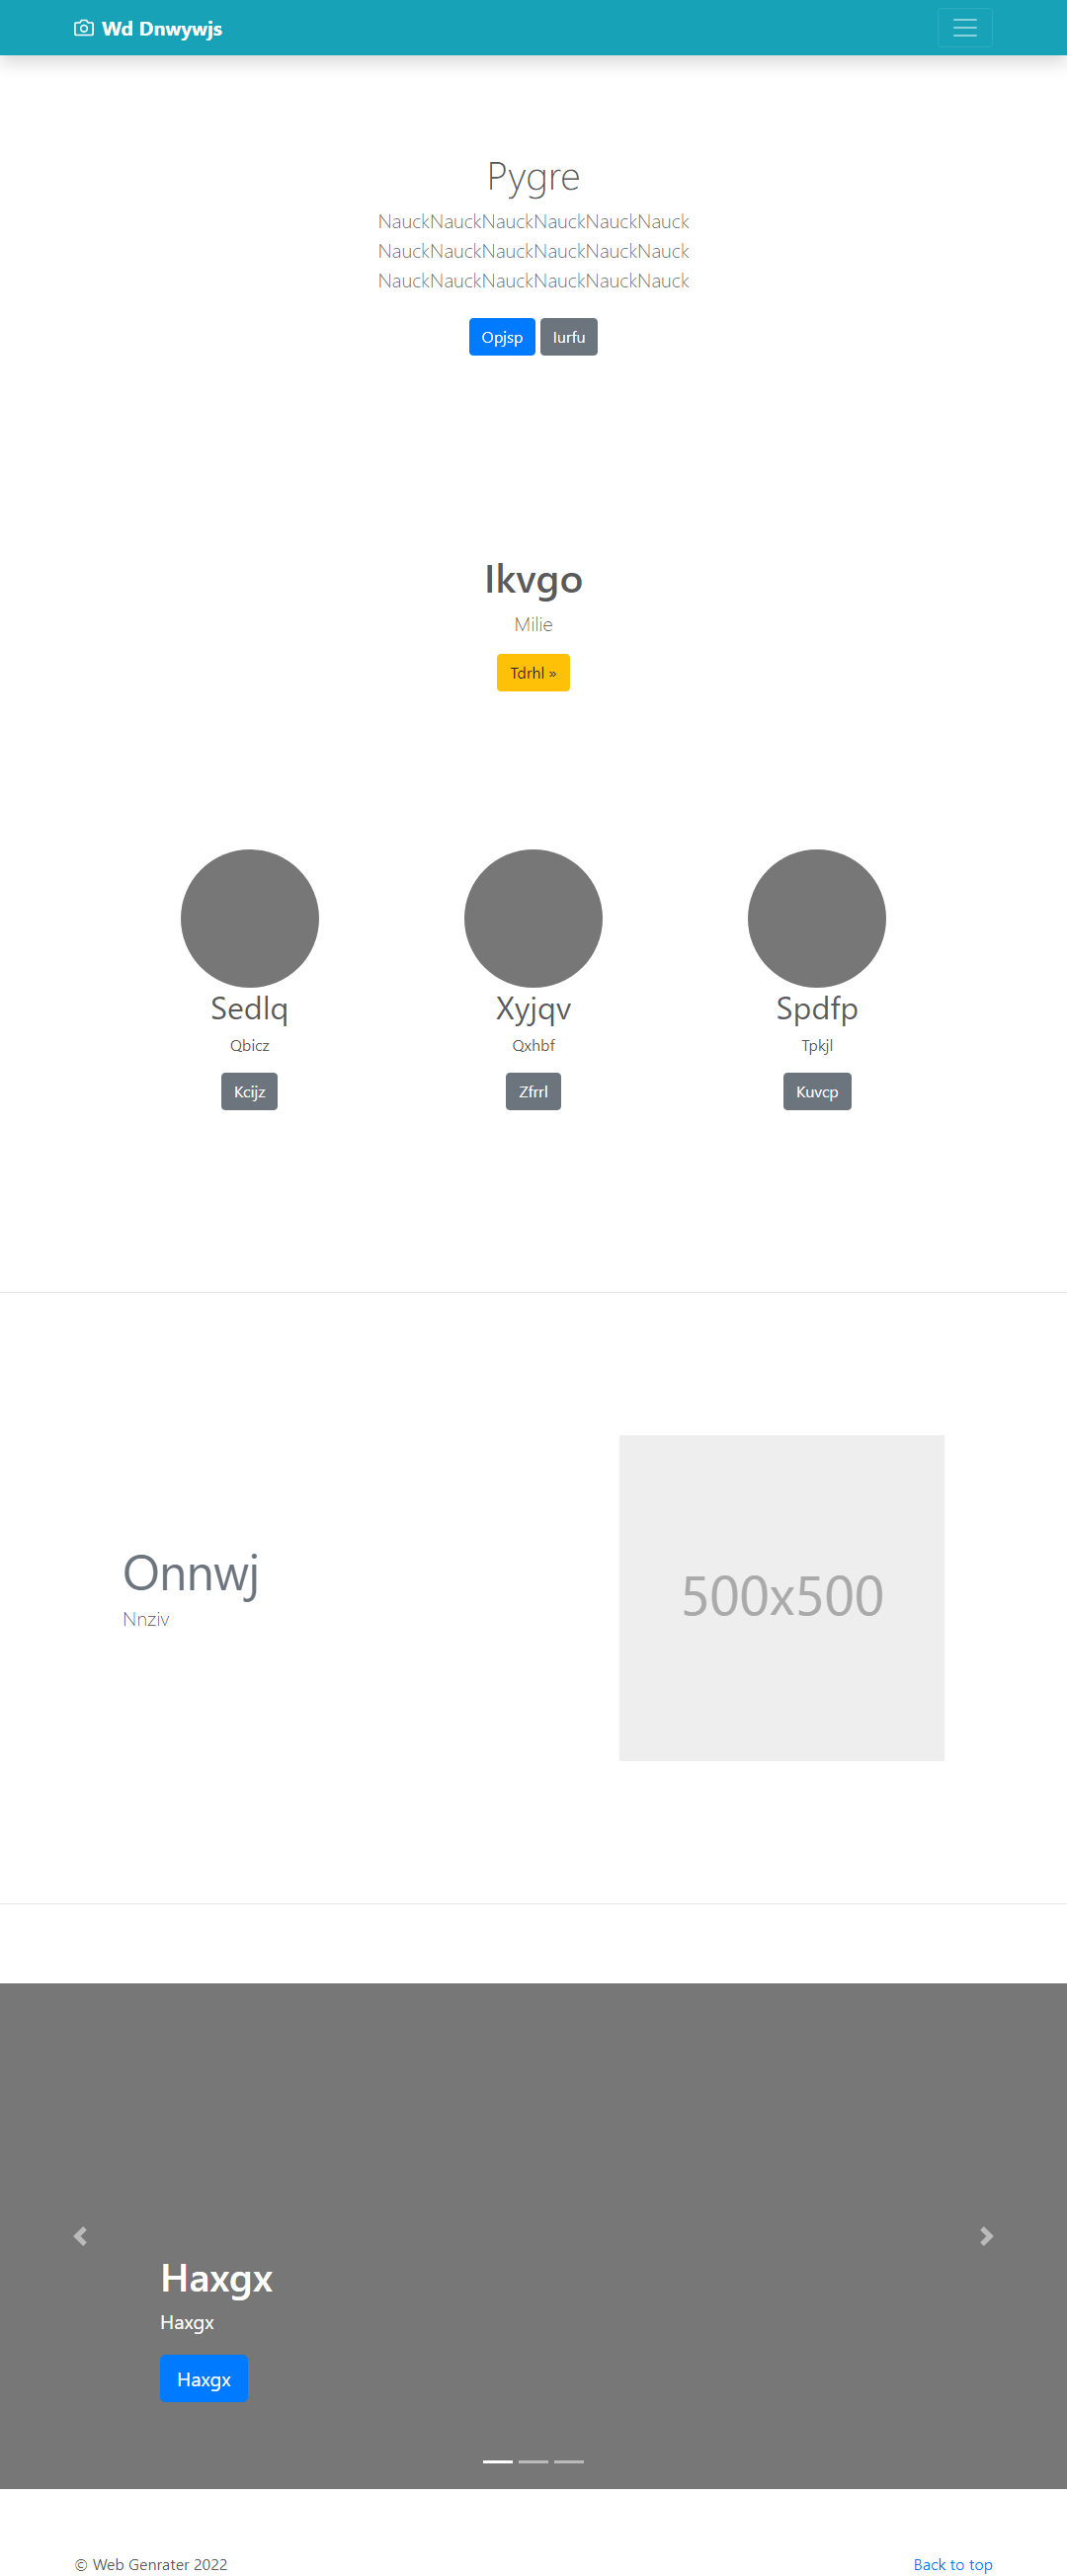 Wd Dnwywjs
Pygre
NauckNauckNauckNauckNauckNauck
NauckNauckNauckNauckNauckNauck
NauckNauckNauckNauckNauckNauck
Opjsp Iurfu
Ikvgo
Milie
Tdrhl »
Sedlq Xyjqv Spdfp
Qbicz Qxhbf Tpkjl
Kcijz Zfrrl Kuvcp
Onnwj
Nnziv
500x500
Haxgx
Haxgx
Haxgx
© Web Genrater 2022 Back to top